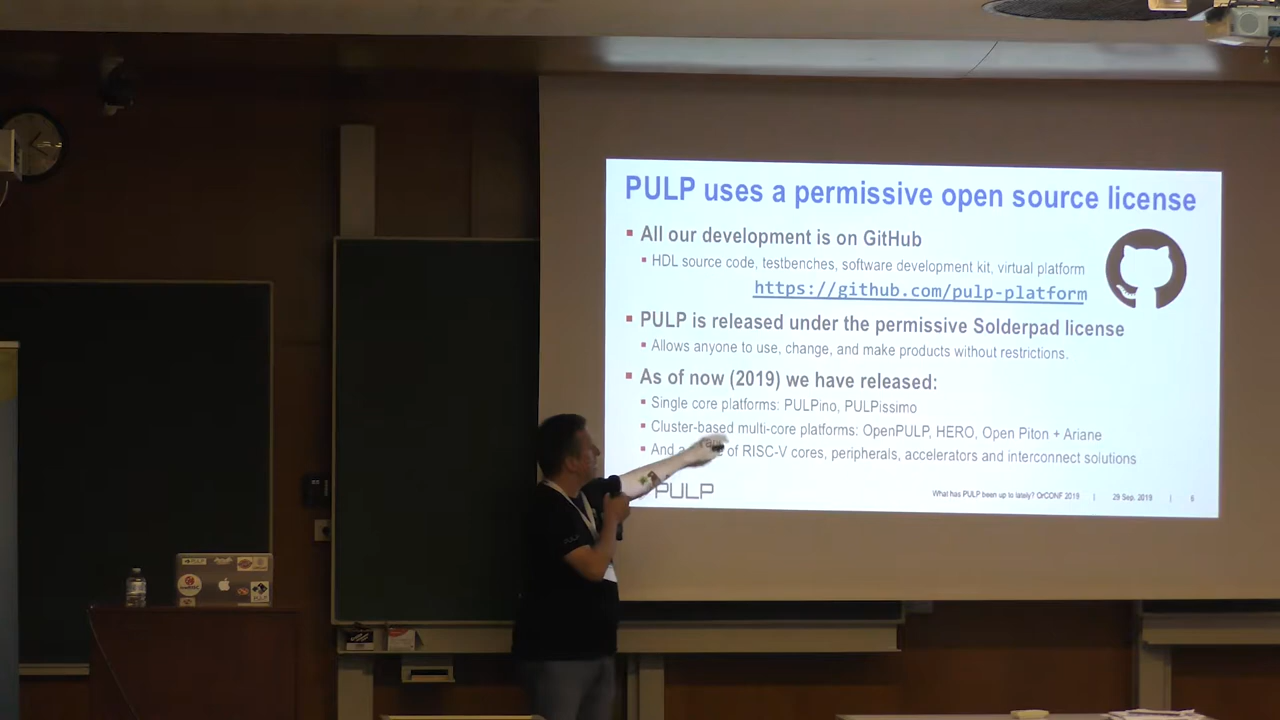 PULP uses a permissive open source license
▪ All our development is on GitHub
▪ HDL source code, testbenches, software development kit, virtual platform
https://github.com/pulp-platform
▪ PULP is released under the permissive Solderpad license
▪ Allows anyone to use, change, and make products without restrictions.
▪ As of now (2019) we have released:
▪ Single core platforms: PULPino, PULPissimo
▪ Cluster-based multi-core platforms: OpenPULP, HERO, Open Piton + Ariane
▪ And a of RISC-V cores, peripherals, accelerators and interconnect solutions
PULP
What has PULP been up to lately? OrCONF 2019 | 29 Sep. 2019 | 6